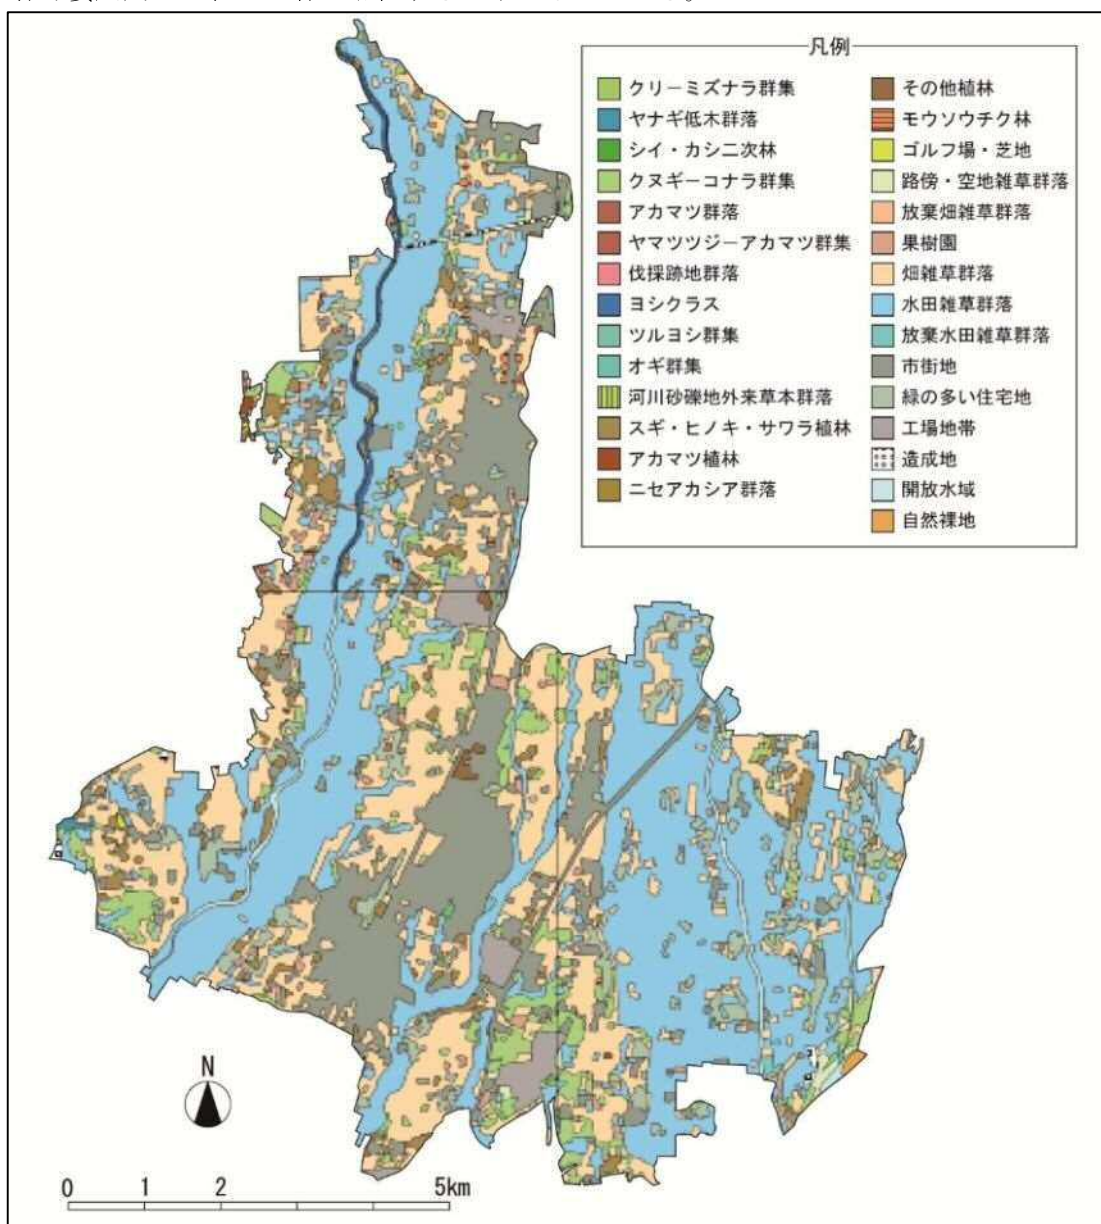 凡例
クリーミズナラ群集
ヤナギ低木群落
シイ・カシ二次林
クヌギーコナラ群集
アカマツ群落
ヤマツツジーアカマツ群集
伐採跡地群落
ヨシクラス
ツルヨシ群集
オギ群集
河川砂礫地外来草本群落
スギ・ヒノキ・サワラ植林
アカマツ植林
ニセアカシア群落
その他植林
モウソウチク林
ゴルフ場・芝地
路傍・空地雑草群落
放棄畑雑草群落
果樹園
畑雑草群落
水田雑草群落
放棄水田雑草群落
市街地
緑の多い住宅地
工場地帯
造成地
開放水域
自然裸地
N
0 1 2 5km